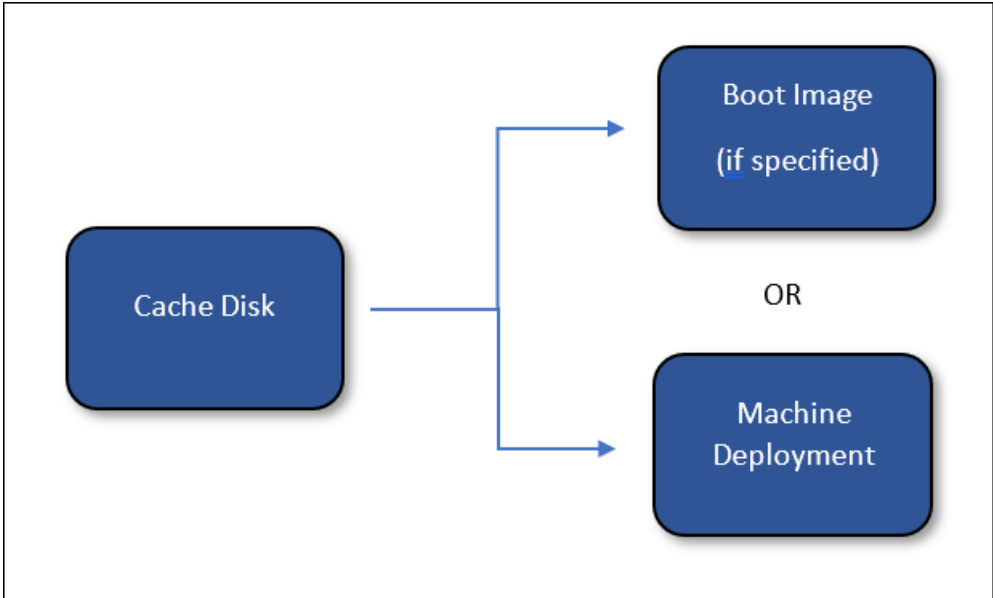 Boot Image
(if specified)
Cache Disk
OR
Machine
Deployment